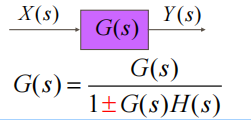 X(s) G(s) Y(s)
G(s) = G(s) / 1 ± G(s)H(s)